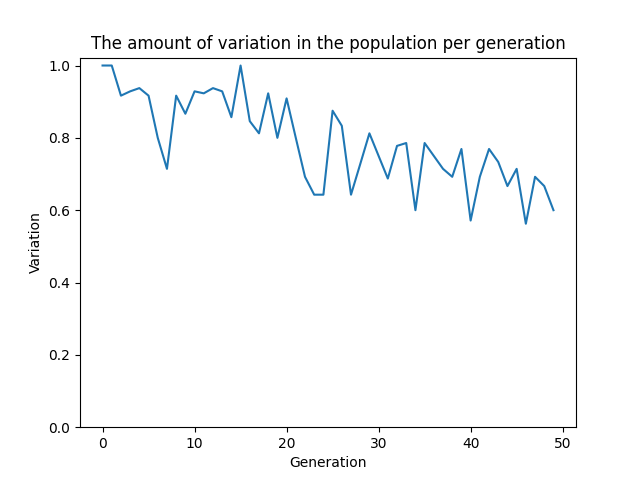 The amount of variation in the population per generation
1.0
0.8
0.6
0.4
0.2
0.0
Variation
0 10 20 30 40 50
Generation